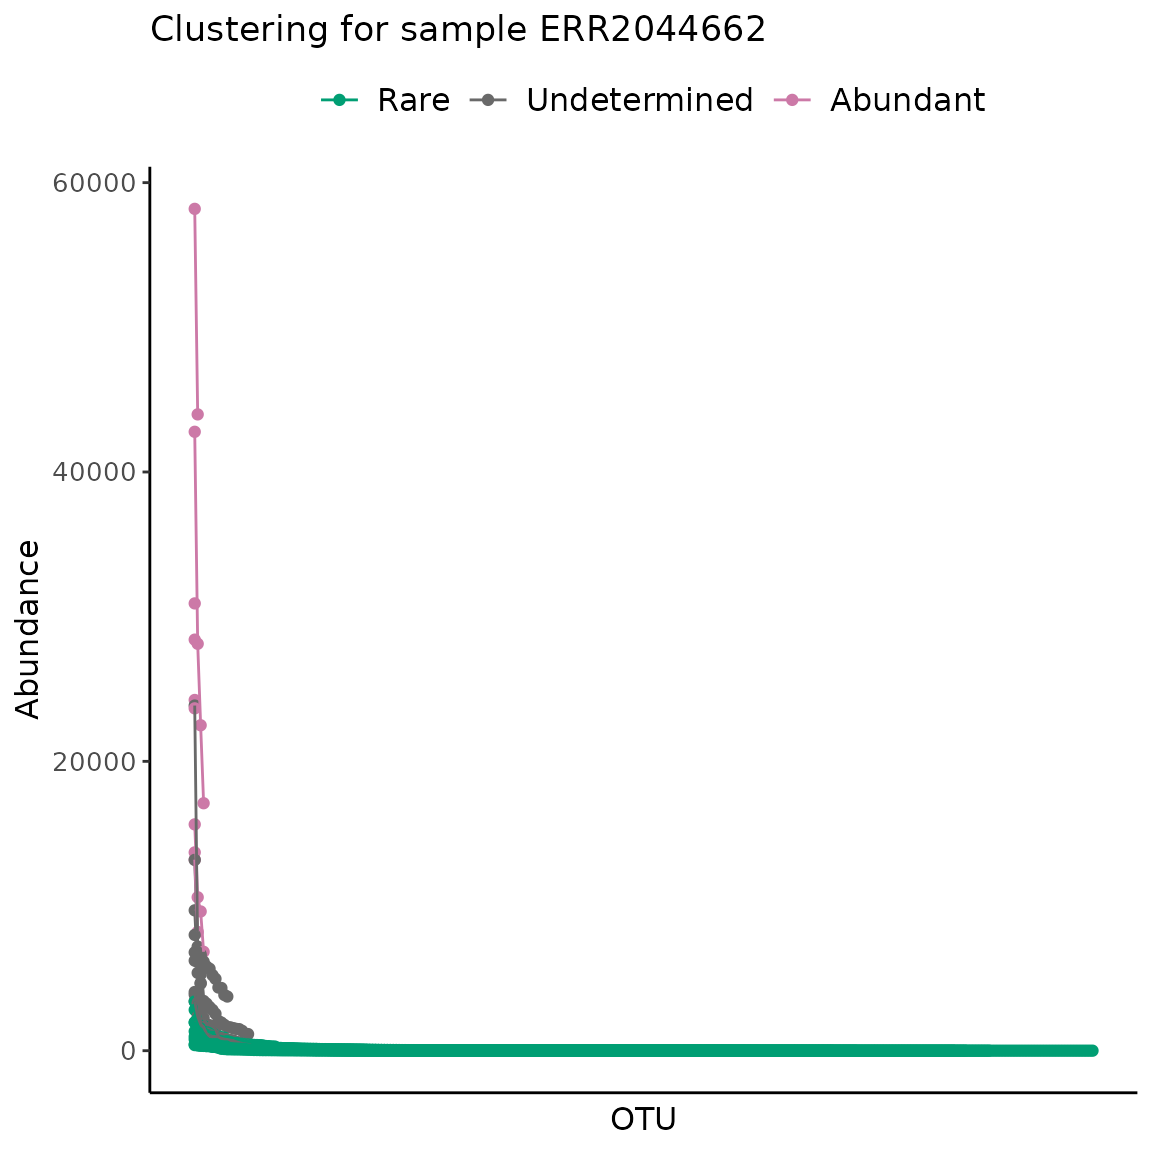 Clustering for sample ERR2044662
Rare Undetermined Abundant
60000
40000
20000
0
Abundance
OTU